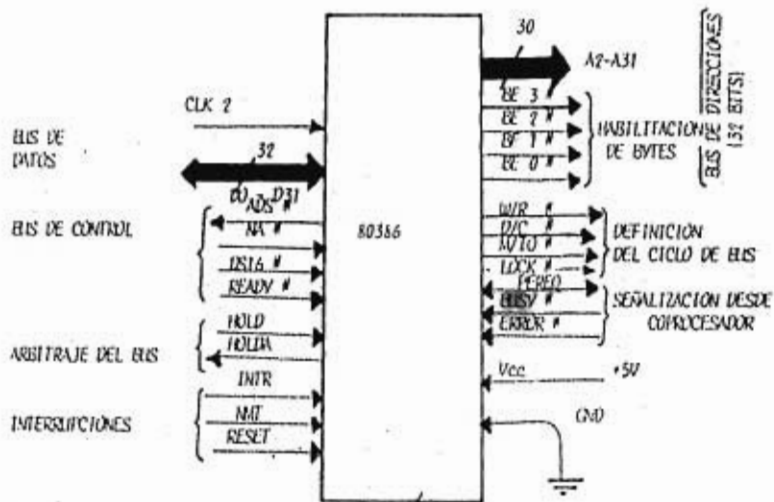 30
A2-A31
CLK 2
BE 3 #
BE 2 #
BE 1 #
BE 0 #
HABILITACION
DE BYTES
BUS DE DIRECCIONES
(32 BITS)
BUS DE
DATOS
32
D0 - D31
BUS DE CONTROL
ADS #
NA #
BS16 #
READY #
80386
W/R #
D/C #
M/IO #
LOCK #
DEFINICION
DEL CICLO DE BUS
PEREQ
BUSY #
ERROR #
SEÑALIZACION DESDE
COPROCESADOR
ARBITRAJE DEL BUS
HOLD
HOLDA
Vcc
+5V
INTERRUPCIONES
INTR
NMI
RESET
GND